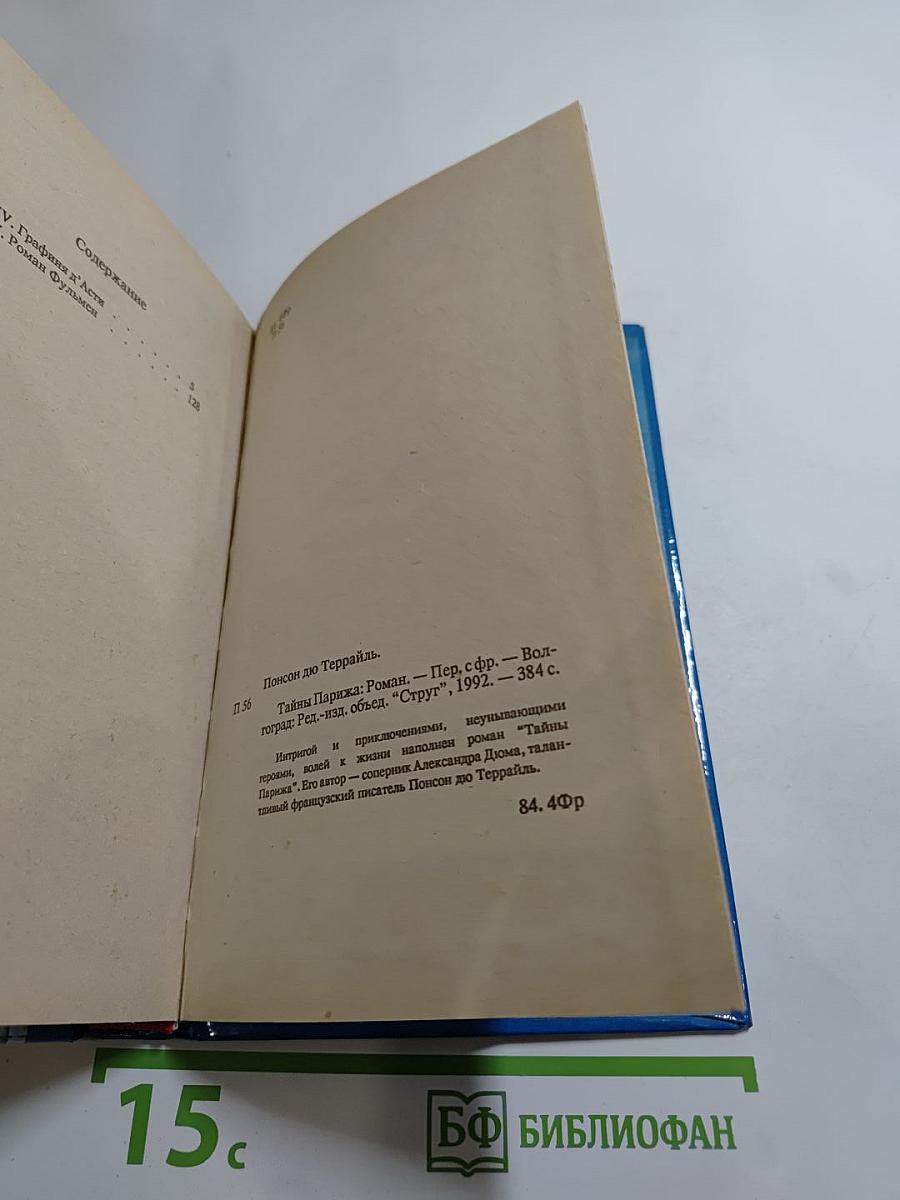 Содержание
V. Графиня д'Асти . . . . . . 5
. Роман Фульмен . . . . . . 128
Понсон дю Террайль.
П 56
Тайны Парижа: Роман. — Пер. с фр. — Вол-
гоград: Ред.-изд. объед. "Струг", 1992. — 384 с.
Интригой и приключениями, неунывающими
героями, волей к жизни наполнен роман "Тайны
Парижа". Его автор — соперник Александра Дюма, талан-
тливый французский писатель Понсон дю Террайль.
84. 4Фр
15 с
БФ БИБЛИОФАН